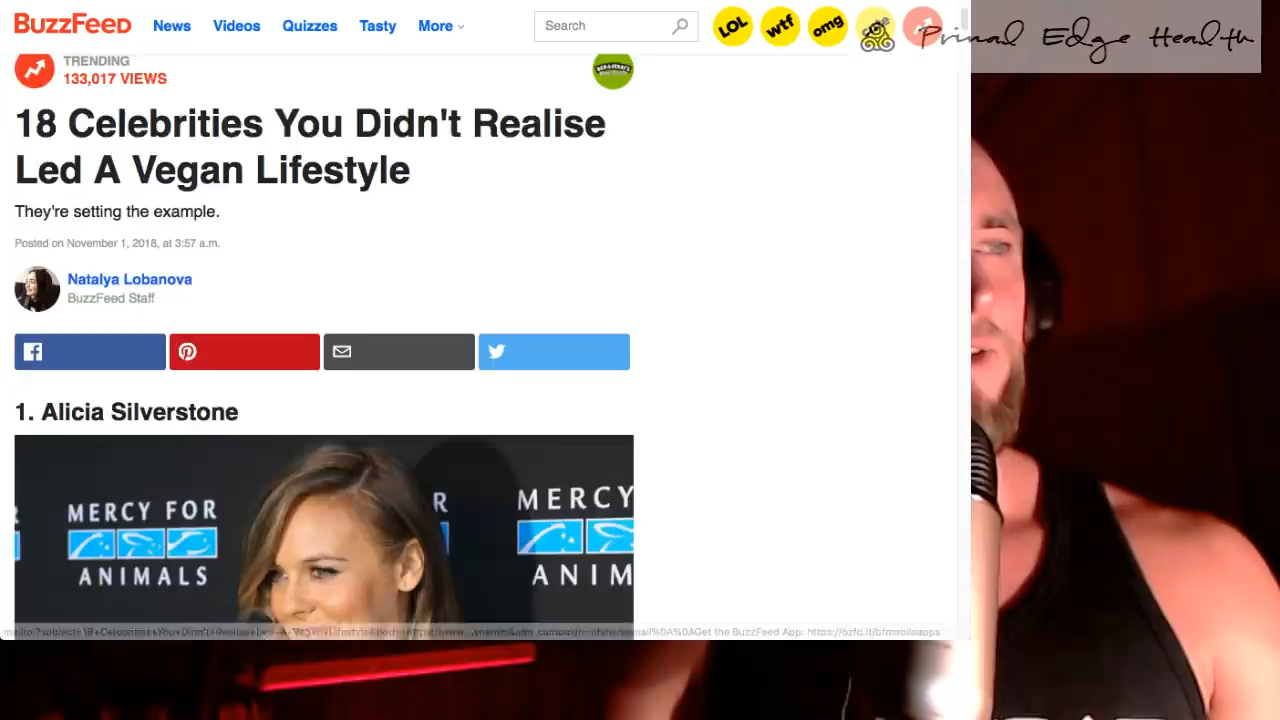 BuzzFeed News Videos Quizzes Tasty More Search LOL wtf omg cute Primal Edge Health
TRENDING
133,017 VIEWS
18 Celebrities You Didn't Realise
Led A Vegan Lifestyle
They're setting the example.
Posted on November 1, 2018, at 3:57 a.m.
Natalya Lobanova
BuzzFeed Staff
1. Alicia Silverstone
MERCY FOR
ANIMALS
R
MERCY
ANIM